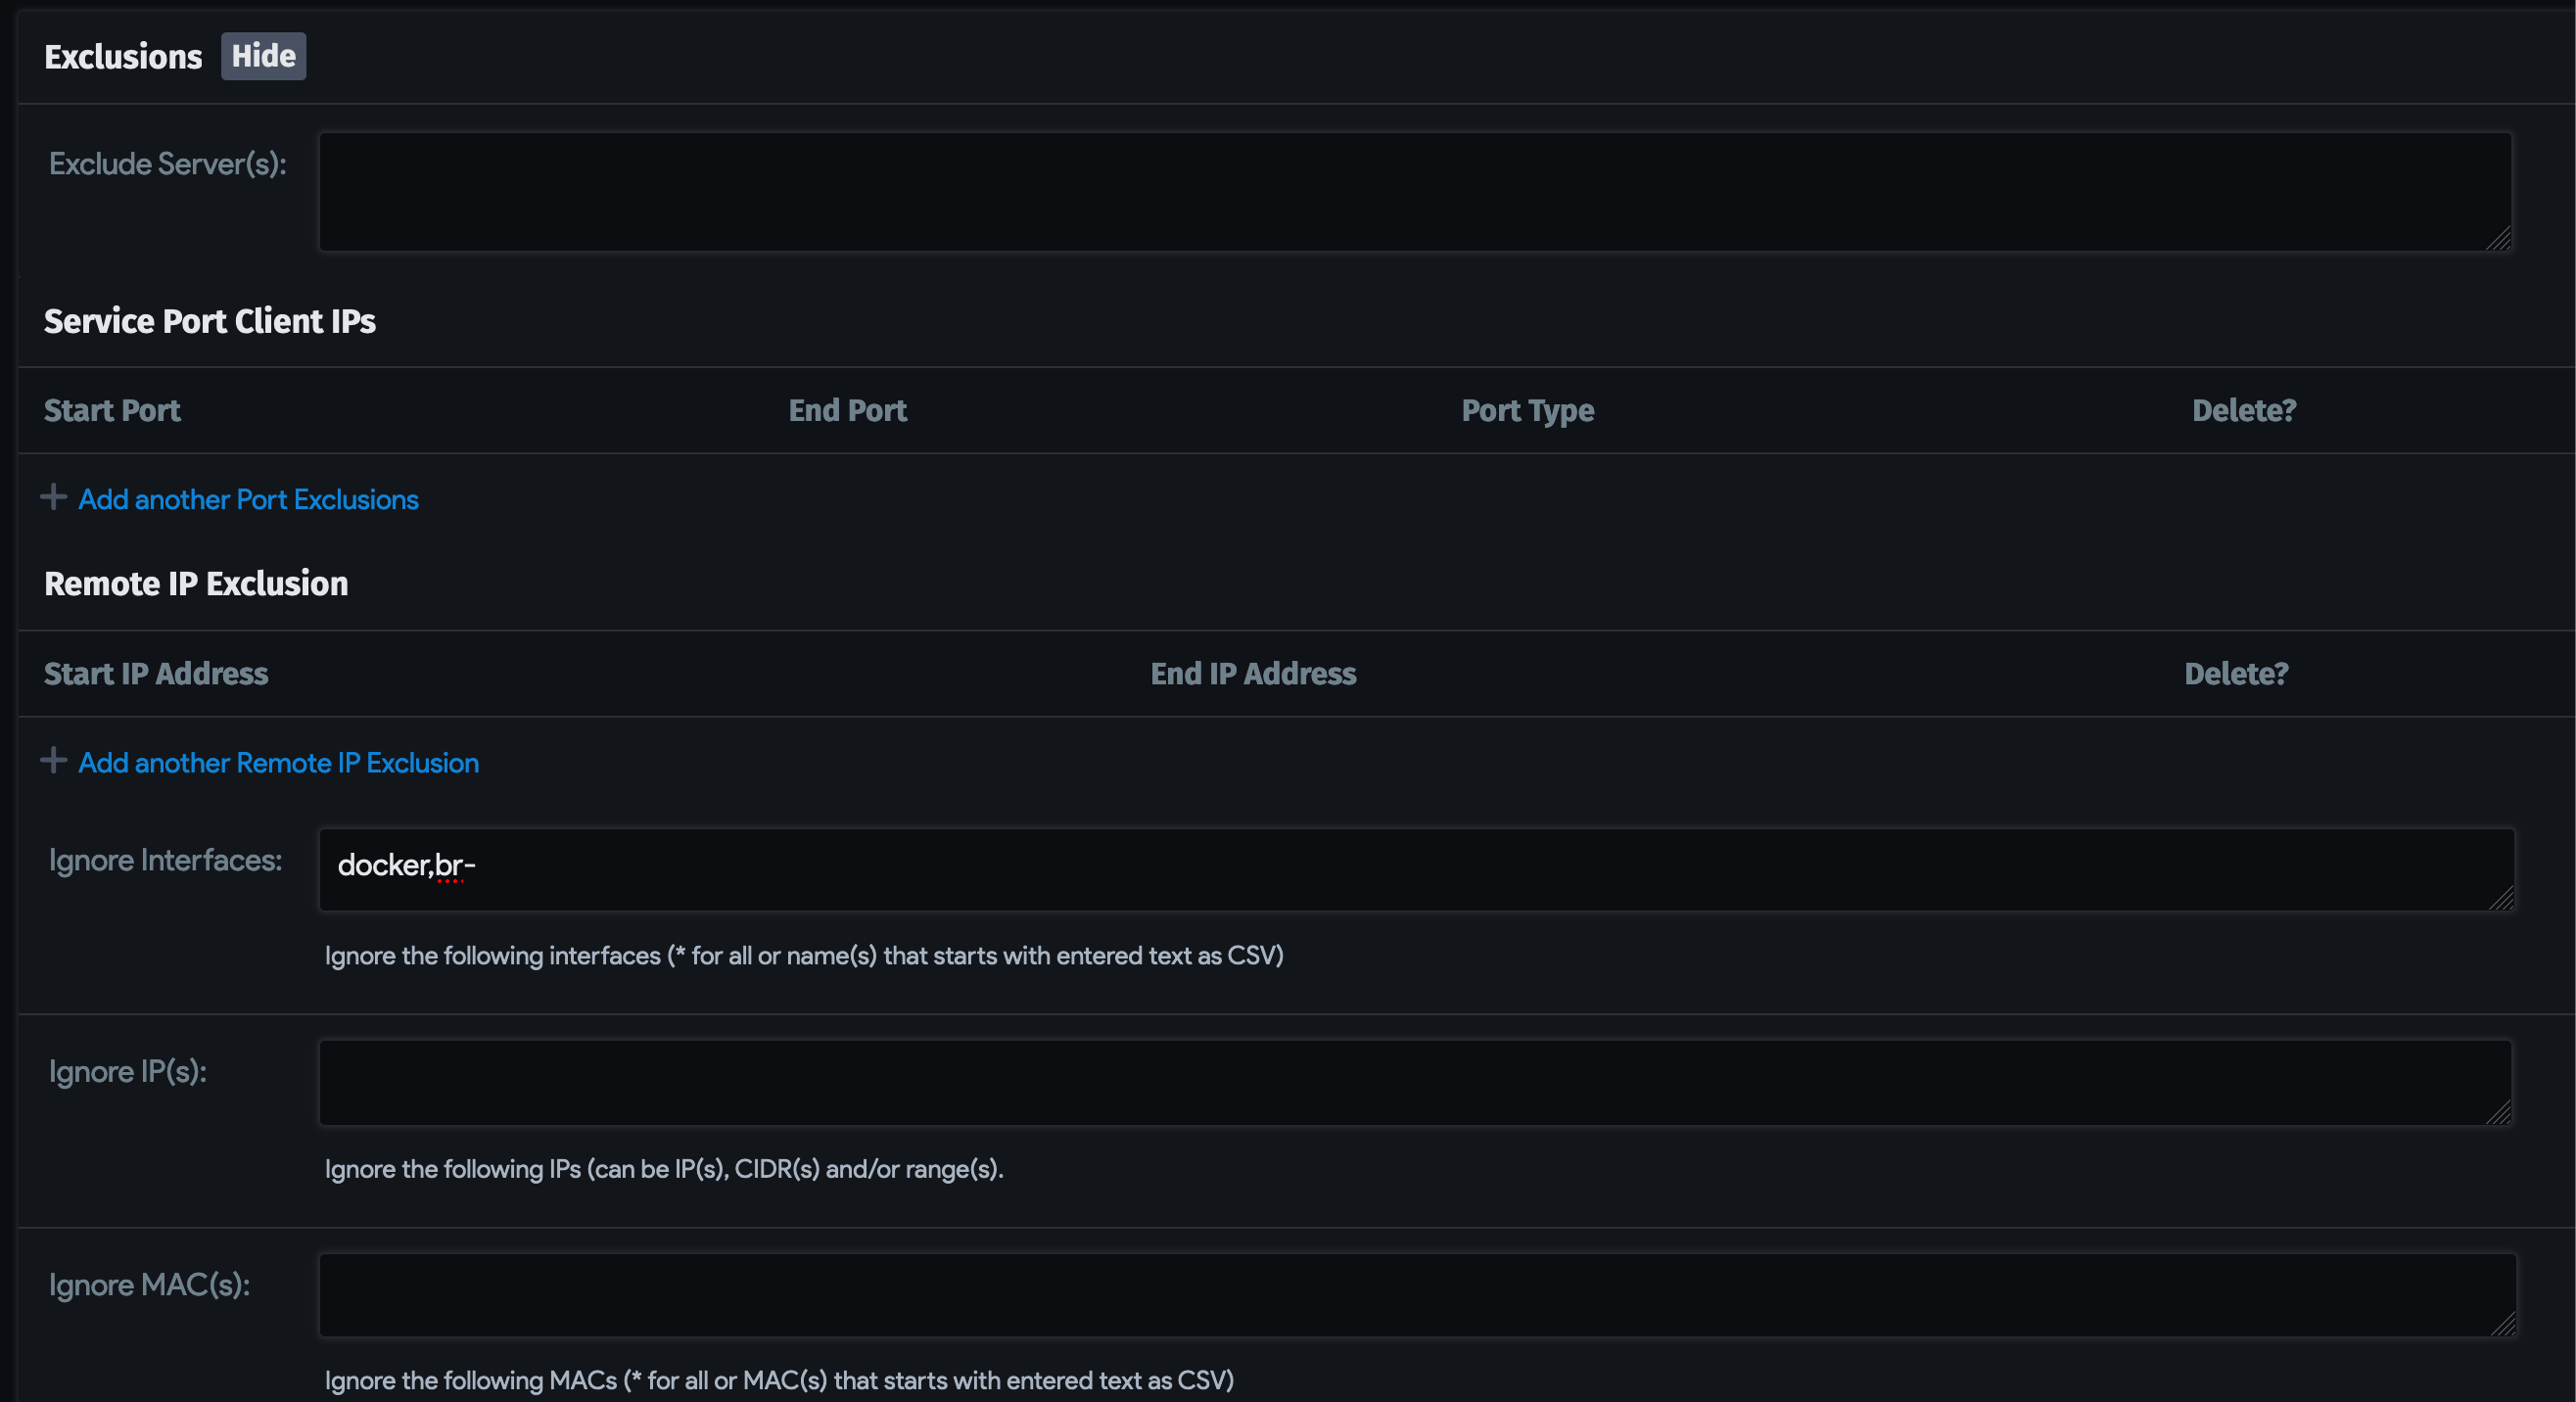 Exclusions Hide
Exclude Server(s):
Service Port Client IPs
Start Port End Port Port Type Delete?
Add another Port Exclusions
Remote IP Exclusion
Start IP Address End IP Address Delete?
Add another Remote IP Exclusion
Ignore Interfaces: docker,br-
Ignore the following interfaces (* for all or name(s) that starts with entered text as CSV)
Ignore IP(s):
Ignore the following IPs (can be IP(s), CIDR(s) and/or range(s).
Ignore MAC(s):
Ignore the following MACs (* for all or MAC(s) that starts with entered text as CSV)